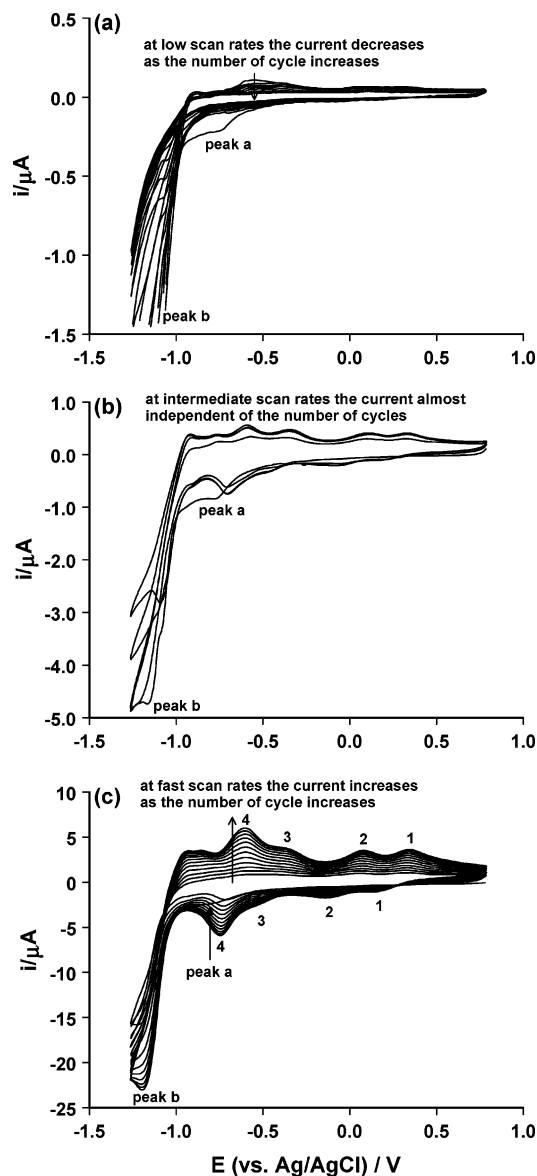 (a)
at low scan rates the current decreases
as the number of cycle increases
0.5
0.0
-0.5
-1.0
-1.5
i/μA
peak a
peak b
-1.5 -1.0 -0.5 0.0 0.5 1.0
(b)
at intermediate scan rates the current almost
independent of the number of cycles
1.0
0.0
-1.0
-2.0
-3.0
-4.0
-5.0
i/μA
peak a
peak b
-1.5 -1.0 -0.5 0.0 0.5 1.0
at fast scan rates the current increases
(c) as the number of cycle increases
10
5
0
-5
-10
-15
-20
-25
i/μA
4 3 2 1
4 3 2 1
peak a
peak b
-1.5 -1.0 -0.5 0.0 0.5 1.0
E (vs. Ag/AgCl) / V